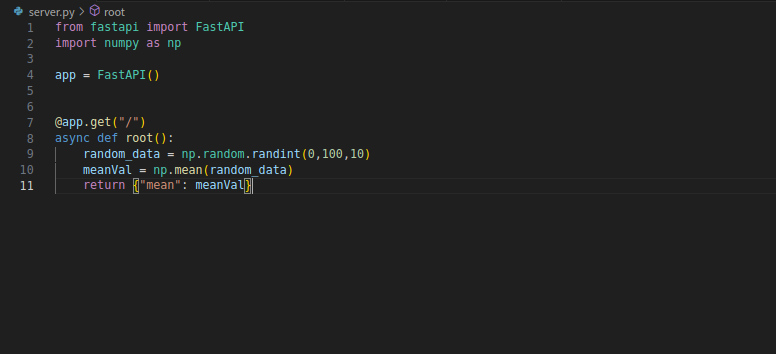 server.py > root
1 from fastapi import FastAPI
2 import numpy as np
3
4 app = FastAPI()
5
6
7 @app.get("/")
8 async def root():
9     random_data = np.random.randint(0,100,10)
10     meanVal = np.mean(random_data)
11     return {"mean": meanVal}